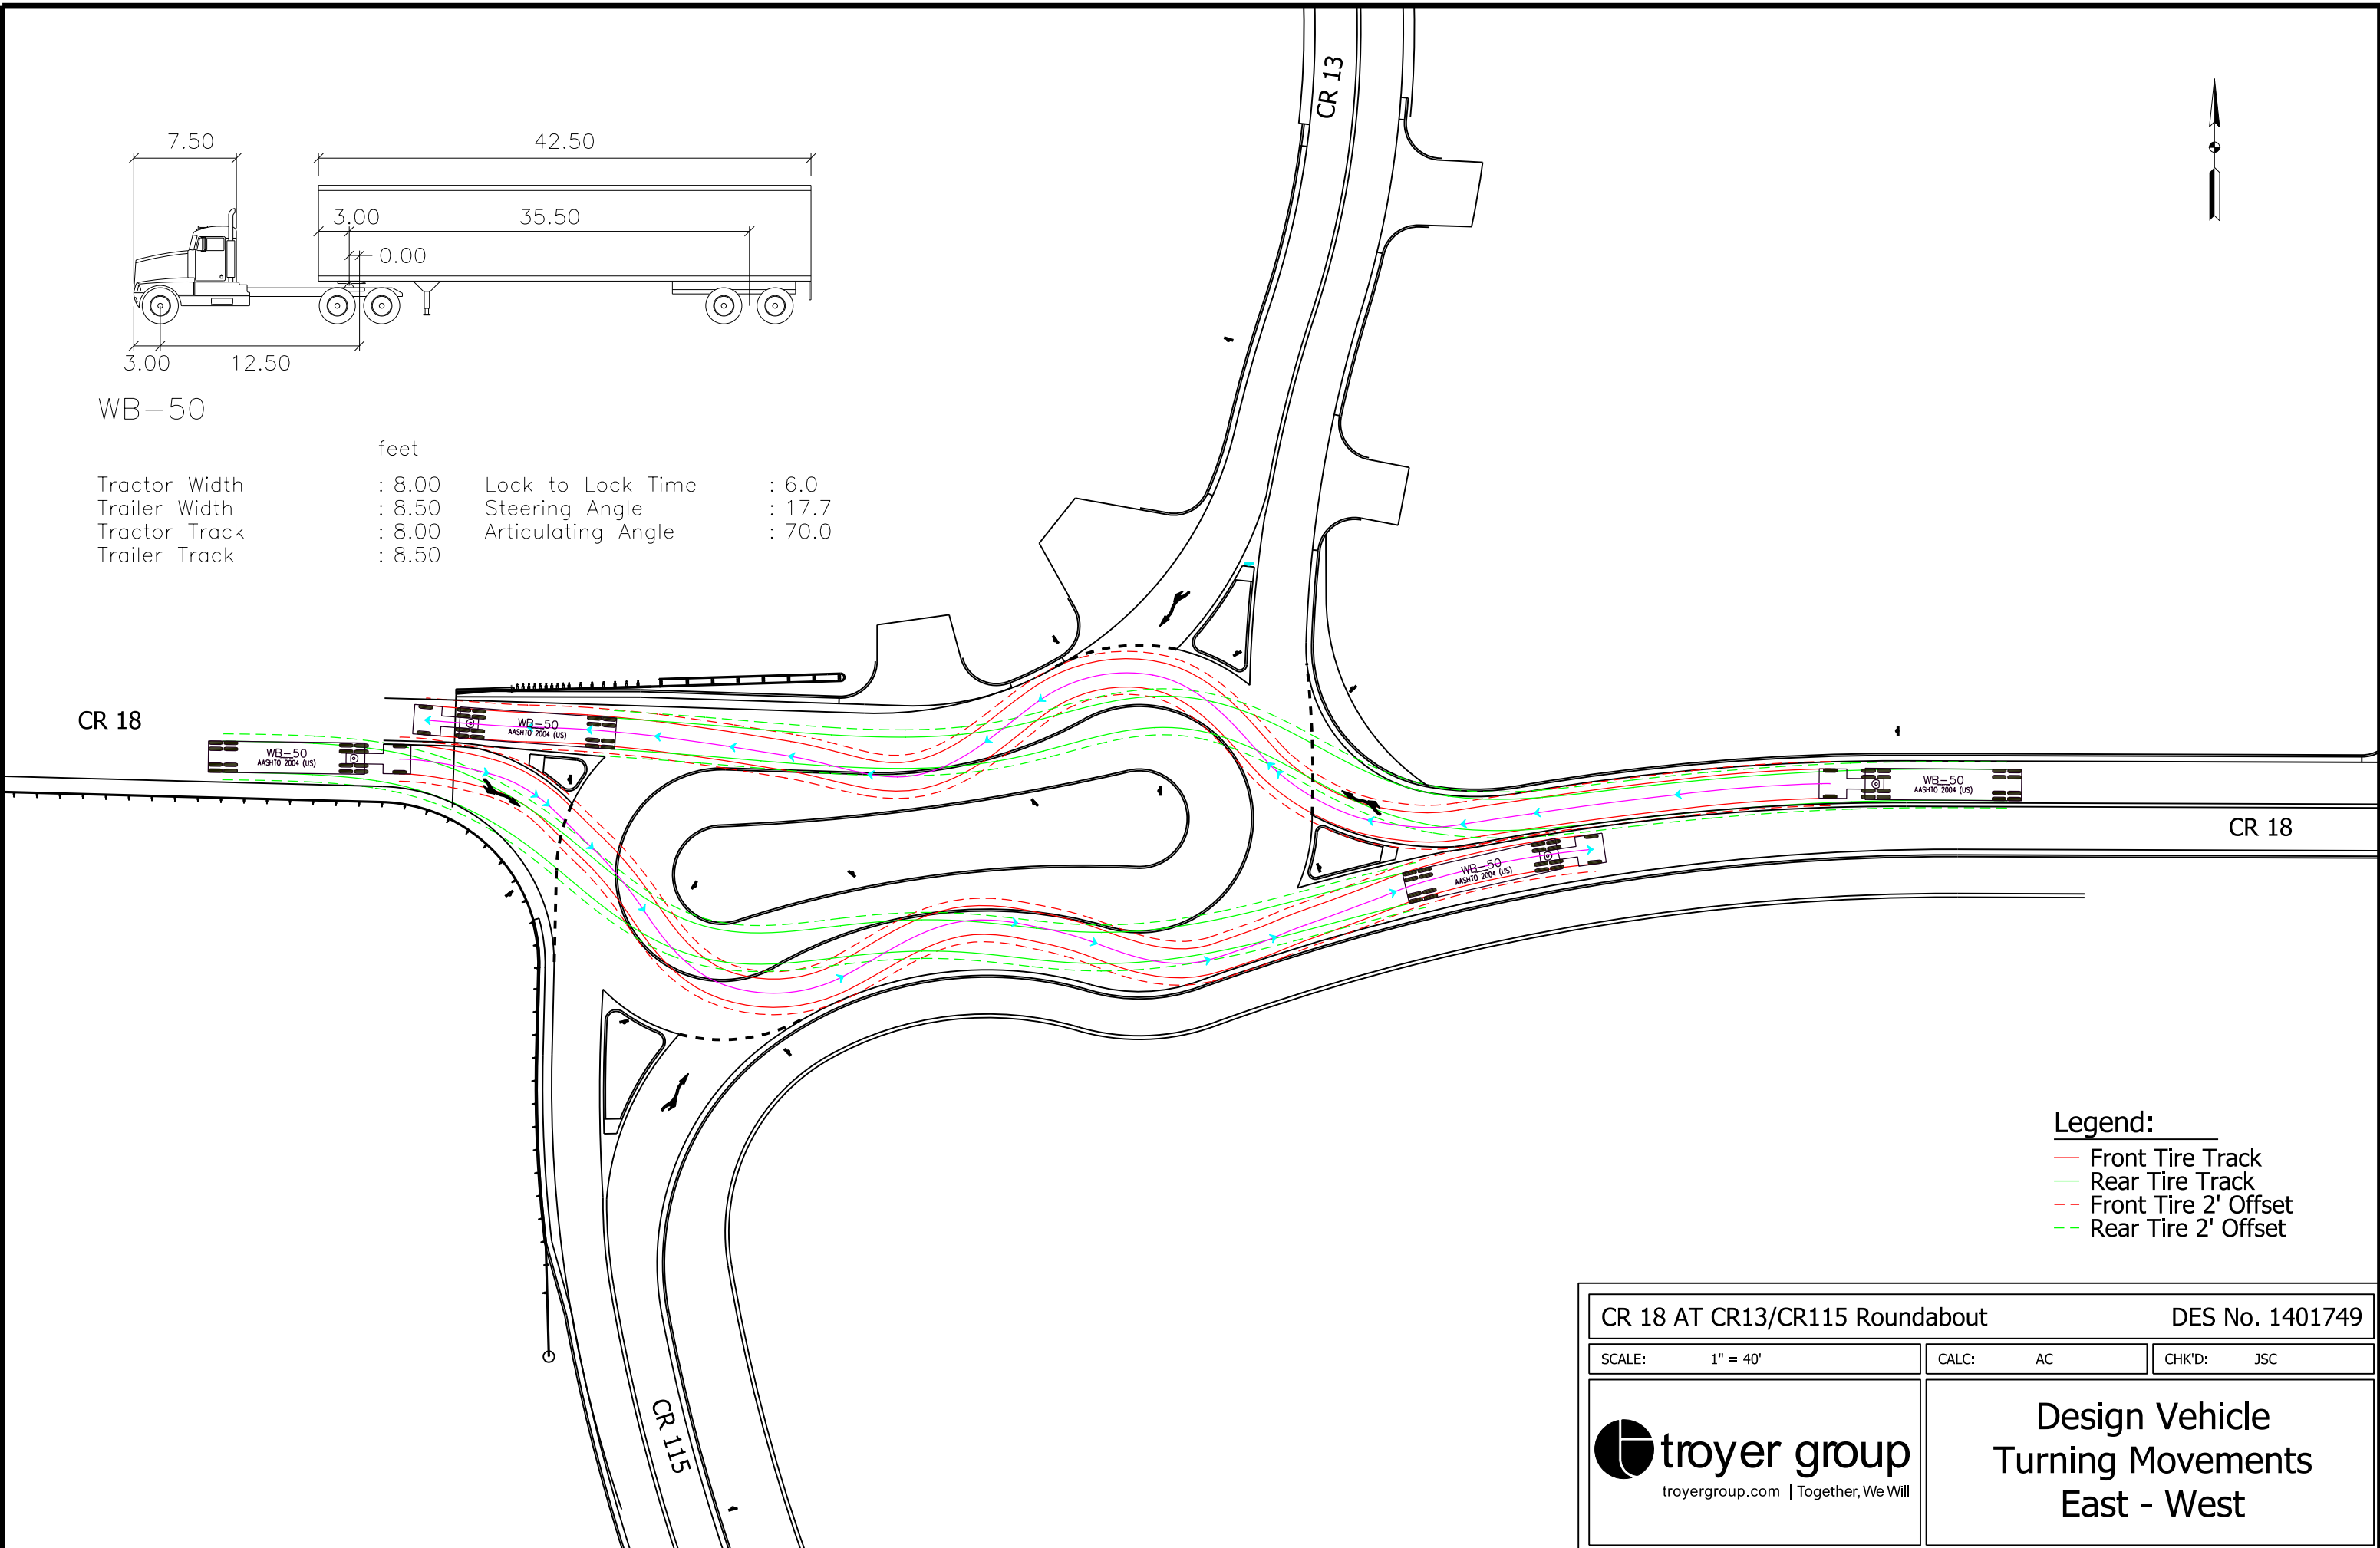 CR 13
7.50
42.50
3.00
35.50
0.00
3.00
12.50
WB-50
feet
Tractor Width : 8.00 Lock to Lock Time : 6.0
Trailer Width : 8.50 Steering Angle : 17.7
Tractor Track : 8.00 Articulating Angle : 70.0
Trailer Track : 8.50
CR 18
WB-50
AASHTO 2004 (US)
WB-50
AASHTO 2004 (US)
WB-50
AASHTO 2004 (US)
WB-50
AASHTO 2004 (US)
CR 18
CR 115
Legend:
Front Tire Track
Rear Tire Track
Front Tire 2' Offset
Rear Tire 2' Offset
CR 18 AT CR13/CR115 Roundabout DES No. 1401749
SCALE: 1" = 40' CALC: AC CHK'D: JSC
troyer group
troyergroup.com | Together, We Will
Design Vehicle
Turning Movements
East - West